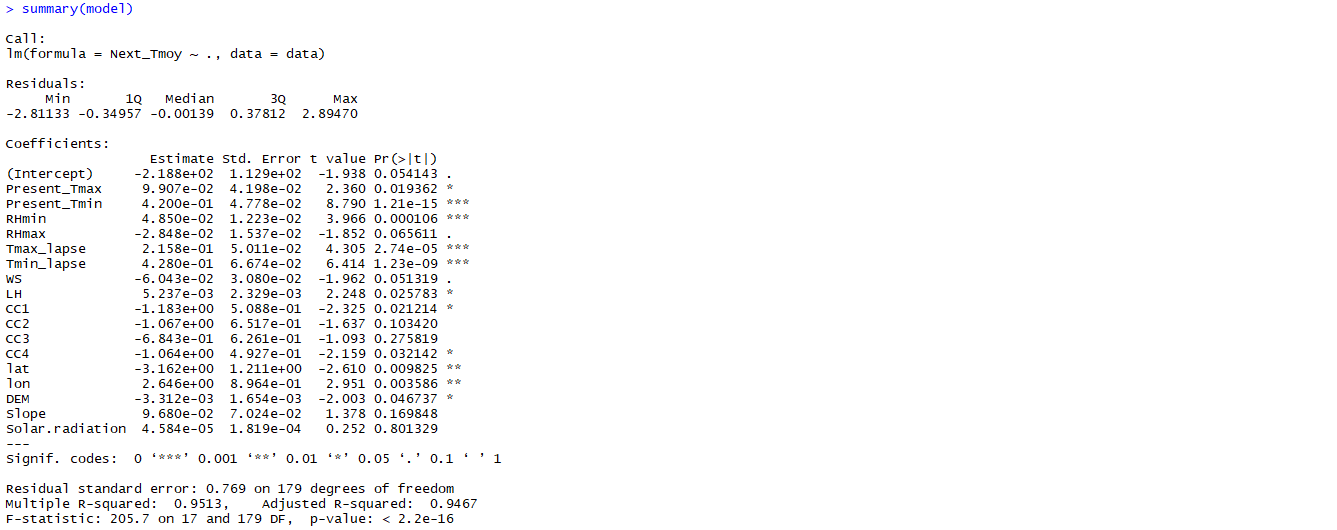 > summary(model)
Call:
lm(formula = Next_Tmoy ~ ., data = data)
Residuals:
     Min       1Q   Median       3Q      Max
-2.81133 -0.34957 -0.00139  0.37812  2.89470
Coefficients:
                  Estimate Std. Error t value Pr(>|t|)
(Intercept)     -2.188e+02  1.129e+02  -1.938 0.054143 .
Present_Tmax     9.907e-02  4.198e-02   2.360 0.019362 *
Present_Tmin     4.200e-01  4.778e-02   8.790 1.21e-15 ***
RHmin            4.850e-02  1.223e-02   3.966 0.000106 ***
RHmax           -2.848e-02  1.537e-02  -1.852 0.065611 .
Tmax_lapse       2.158e-01  5.011e-02   4.305 2.74e-05 ***
Tmin_lapse       4.280e-01  6.674e-02   6.414 1.23e-09 ***
WS              -6.043e-02  3.080e-02  -1.962 0.051319 .
LH               5.237e-03  2.329e-03   2.248 0.025783 *
CC1             -1.183e+00  5.088e-01  -2.325 0.021214 *
CC2             -1.067e+00  6.517e-01  -1.637 0.103420
CC3             -6.843e-01  6.261e-01  -1.093 0.275819
CC4             -1.064e+00  4.927e-01  -2.159 0.032142 *
lat             -3.162e+00  1.211e+00  -2.610 0.009825 **
lon              2.646e+00  8.964e-01   2.951 0.003586 **
DEM             -3.312e-03  1.654e-03  -2.003 0.046737 *
Slope            9.680e-02  7.024e-02   1.378 0.169848
Solar.radiation  4.584e-05  1.819e-04   0.252 0.801329
---
Signif. codes:  0 ‘***’ 0.001 ‘**’ 0.01 ‘*’ 0.05 ‘.’ 0.1 ‘ ’ 1
Residual standard error: 0.769 on 179 degrees of freedom
Multiple R-squared:  0.9513,    Adjusted R-squared:  0.9467
F-statistic: 205.7 on 17 and 179 DF,  p-value: < 2.2e-16